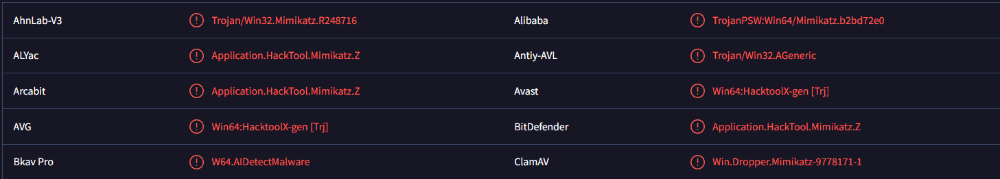 AhnLab-V3 Trojan/Win32.Mimikatz.R248716 Alibaba TrojanPSW:Win64/Mimikatz.b2bd72e0
ALYac Application.HackTool.Mimikatz.Z Antiy-AVL Trojan/Win32.AGeneric
Arcabit Application.HackTool.Mimikatz.Z Avast Win64:HacktoolX-gen [Trj]
AVG Win64:HacktoolX-gen [Trj] BitDefender Application.HackTool.Mimikatz.Z
Bkav Pro W64.AIDetectMalware ClamAV Win.Dropper.Mimikatz-9778171-1